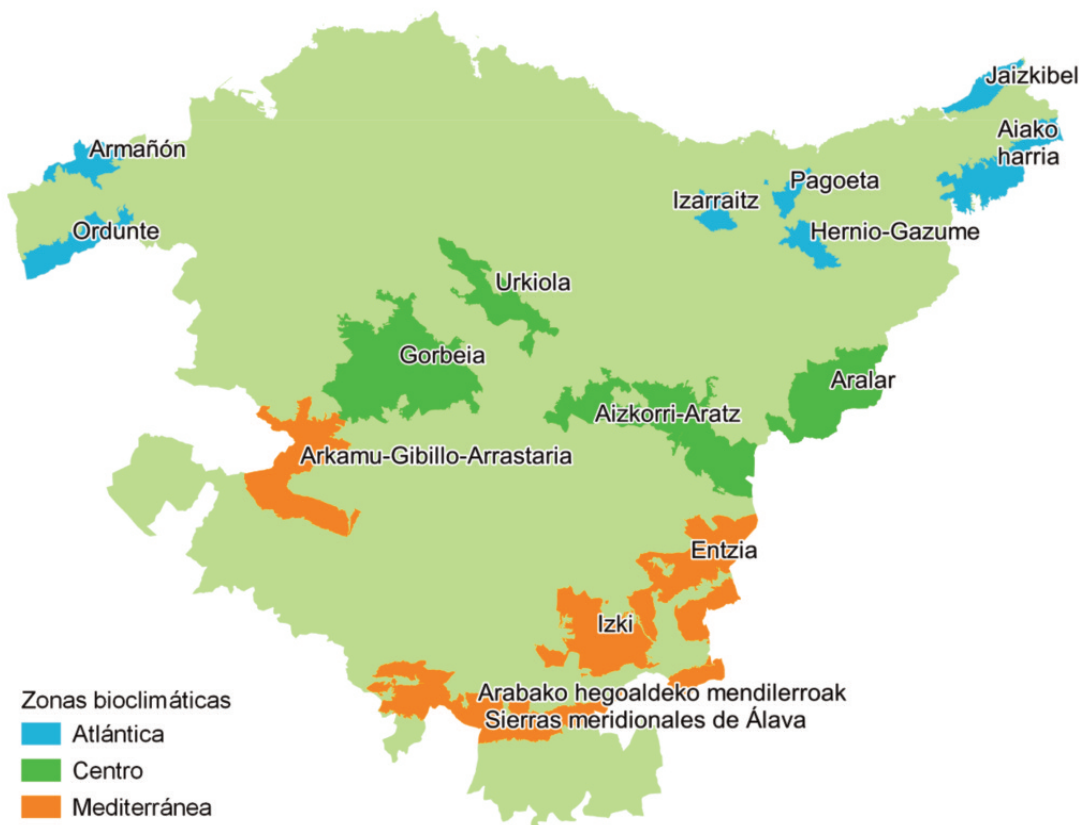 Jaizkibel
Aiako
harria
Armañón
Pagoeta
Izarraitz
Ordunte
Hernio-Gazume
Urkiola
Gorbeia
Aralar
Aizkorri-Aratz
Arkamu-Gibillo-Arrastaria
Entzia
Izki
Arabako hegoaldeko mendilerroak
Sierras meridionales de Álava
Zonas bioclimáticas
Atlántica
Centro
Mediterránea